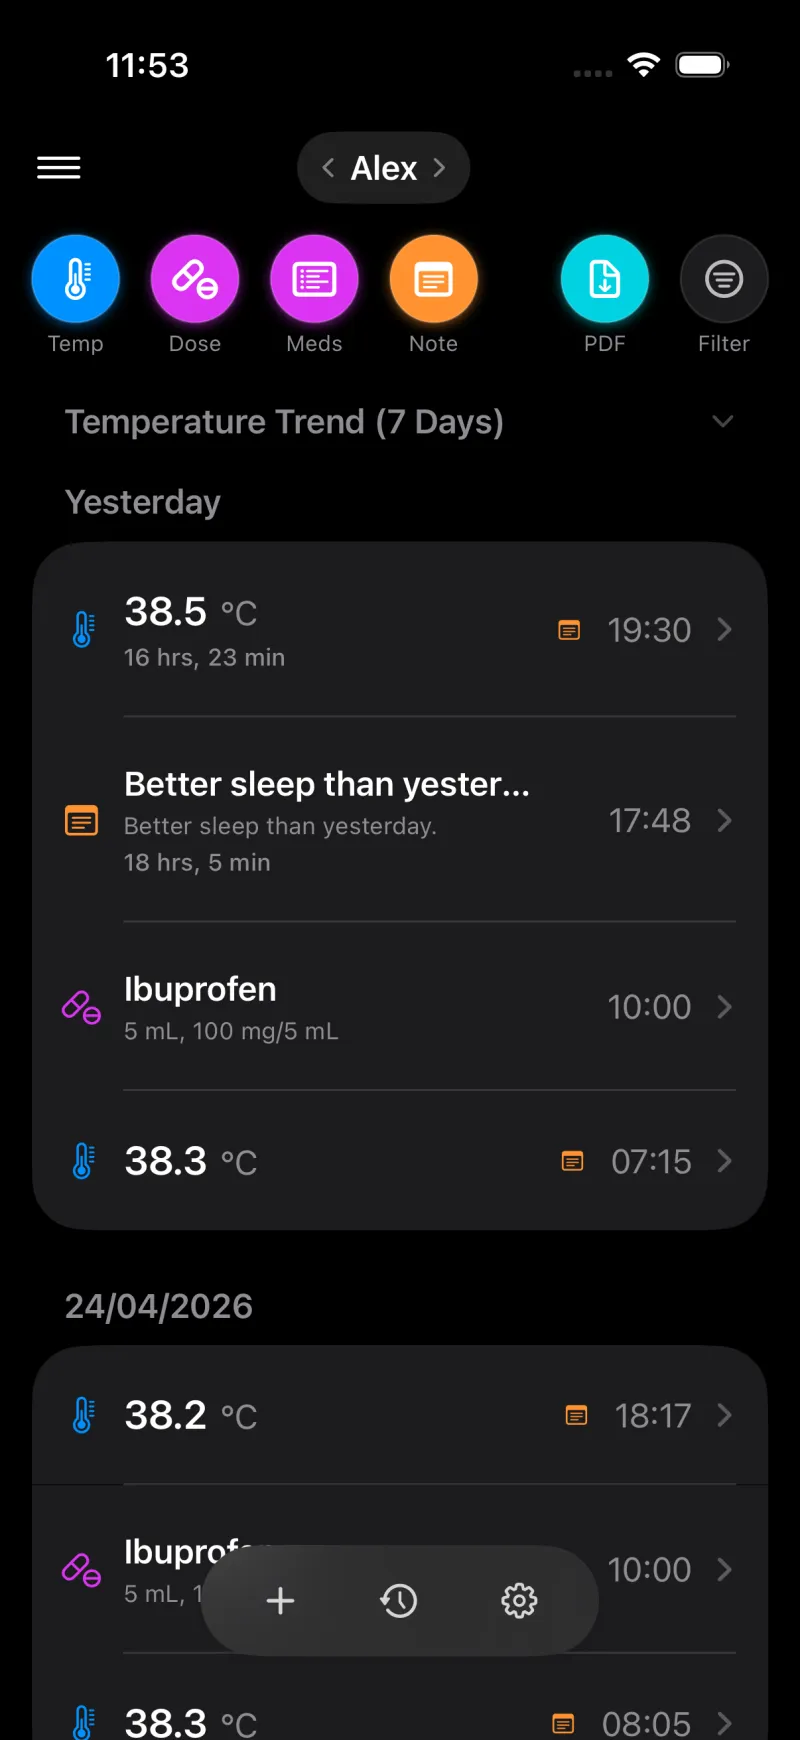 11:53
Alex
Temp Dose Meds Note PDF Filter
Temperature Trend (7 Days)
Yesterday
38.5 °C
16 hrs, 23 min
19:30
Better sleep than yester...
Better sleep than yesterday.
18 hrs, 5 min
17:48
Ibuprofen
5 mL, 100 mg/5 mL
10:00
38.3 °C
07:15
24/04/2026
38.2 °C
18:17
10:00
5 mL,
38.3 °C
08:05